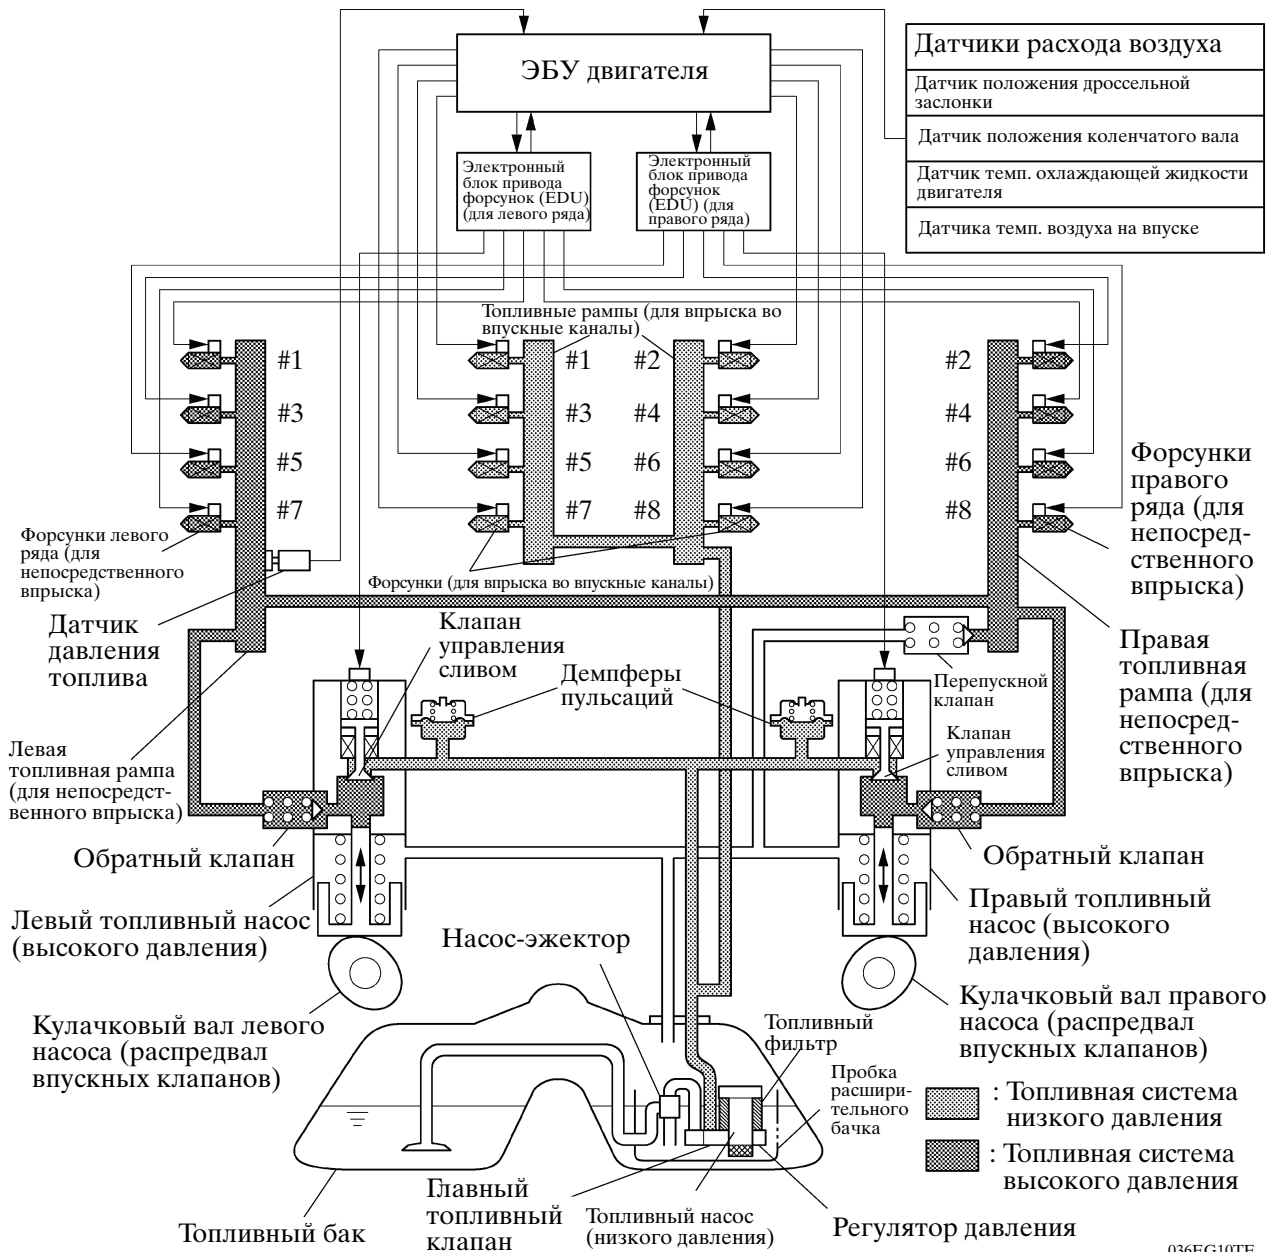 ЭБУ двигателя
Датчики расхода воздуха
Датчик положения дроссельной
заслонки
Датчик положения коленчатого вала
Датчик темп. охлаждающей жидкости
двигателя
Датчика темп. воздуха на впуске
Электронный
блок привода
форсунок (EDU)
(для левого ряда)
Электронный
блок привода
форсунок
(EDU) (для
правого ряда)
Топливные рампы (для впрыска во
впускные каналы)
#1
#1
#2
#2
#3
#3
#4
#4
#5
#5
#6
#6
#7
#7
#8
#8
Форсунки
правого
ряда (для
непосред-
ственного
впрыска)
Форсунки левого
ряда (для
непосредственного
впрыска)
Форсунки (для впрыска во впускные каналы)
Датчик
давления
топлива
Клапан
управления
сливом
Демпферы
пульсаций
Перепускной
клапан
Правая
топливная
рампа (для
непосред-
ственного
впрыска)
Левая
топливная рампа
(для непосредст-
венного впрыска)
Клапан
управления
сливом
Обратный клапан
Обратный клапан
Левый топливный насос
(высокого давления)
Насос-эжектор
Правый топливный
насос (высокого
давления)
Кулачковый вал левого
насоса (распредвал
впускных клапанов)
Топливный
фильтр
Кулачковый вал правого
насоса (распредвал
впускных клапанов)
Пробка
расшири-
тельного
бачка
: Топливная система
низкого давления
: Топливная система
высокого давления
Топливный бак
Главный
топливный
клапан
Топливный насос
(низкого давления)
Регулятор давления
036EG10TE